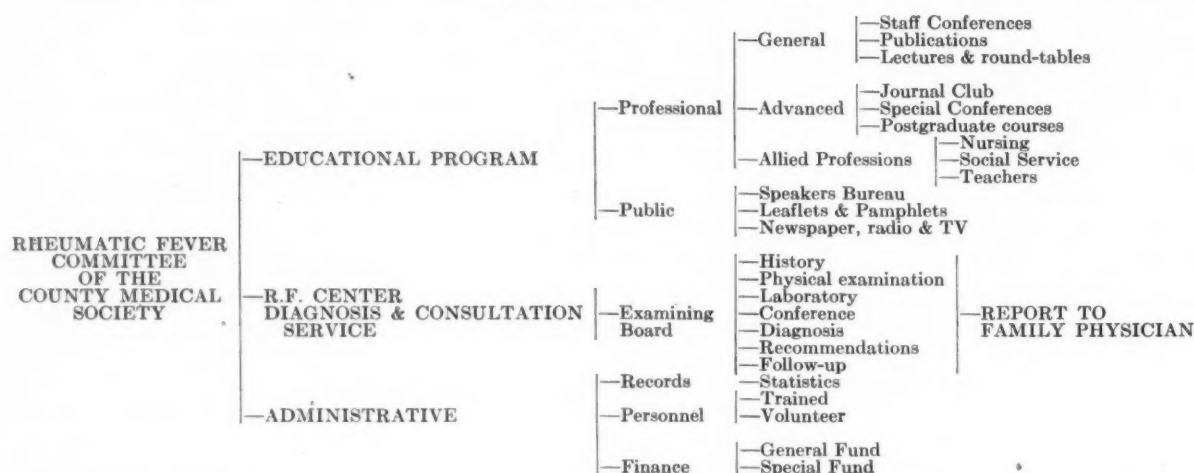 RHEUMATIC FEVER
COMMITTEE
OF THE
COUNTY MEDICAL
SOCIETY
—EDUCATIONAL PROGRAM
—Professional
—General
—Staff Conferences
—Publications
—Lectures & round-tables
—Advanced
—Journal Club
—Special Conferences
—Postgraduate courses
—Allied Professions
—Nursing
—Social Service
—Teachers
—Public
—Speakers Bureau
—Leaflets & Pamphlets
—Newspaper, radio & TV
—R.F. CENTER
DIAGNOSIS & CONSULTATION
SERVICE
—Examining
Board
—History
—Physical examination
—Laboratory
—Conference
—Diagnosis
—Recommendations
—Follow-up
—REPORT TO
FAMILY PHYSICIAN
—ADMINISTRATIVE
—Records
—Statistics
—Personnel
—Trained
—Volunteer
—Finance
—General Fund
—Special Fund